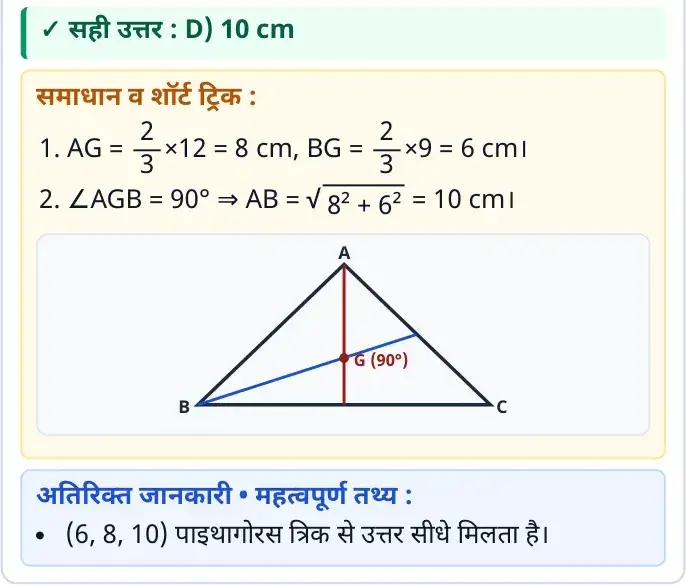 ✓ सही उत्तर : D) 10 cm
समाधान व शॉर्ट ट्रिक :
1. AG = 2/3 ×12 = 8 cm, BG = 2/3 ×9 = 6 cm।
2. ∠AGB = 90° ⇒ AB = √(8² + 6²) = 10 cm।
A
G (90°)
B C
अतिरिक्त जानकारी • महत्वपूर्ण तथ्य :
• (6, 8, 10) पाइथागोरस त्रिक से उत्तर सीधे मिलता है।